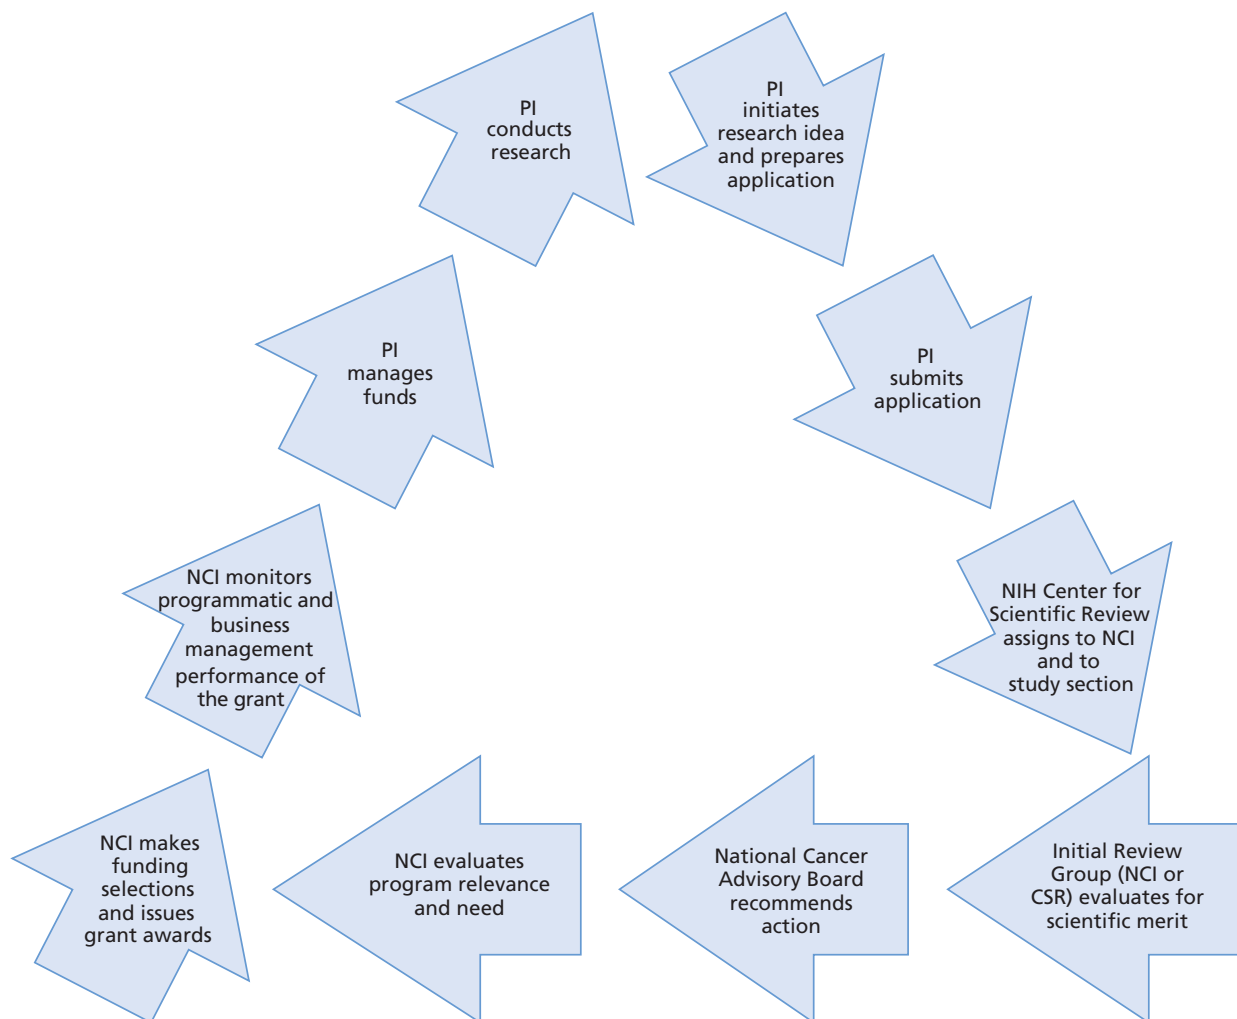 PI
conducts
research
PI
initiates
research idea
and prepares
application
PI
submits
application
NIH Center for
Scientific Review
assigns to NCI
and to
study section
Initial Review
Group (NCI or
CSR) evaluates for
scientific merit
National Cancer
Advisory Board
recommends
action
NCI evaluates
program relevance
and need
NCI makes
funding
selections
and issues
grant awards
NCI monitors
programmatic and
business
management
performance of
the grant
PI
manages
funds